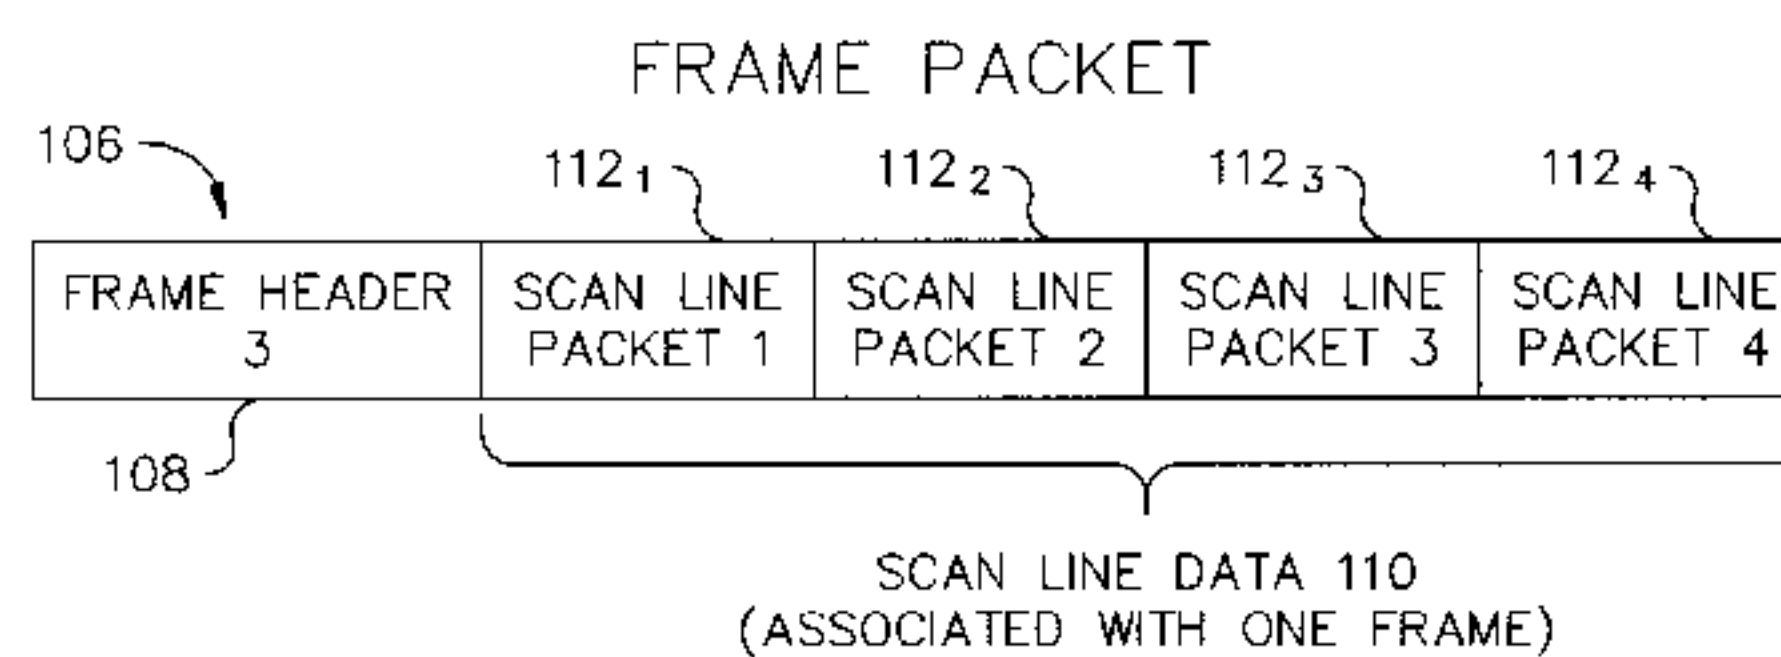 FRAME PACKET
106
112₁ 112₂ 112₃ 112₄
FRAME HEADER 3
SCAN LINE PACKET 1
SCAN LINE PACKET 2
SCAN LINE PACKET 3
SCAN LINE PACKET 4
108
SCAN LINE DATA 110
(ASSOCIATED WITH ONE FRAME)